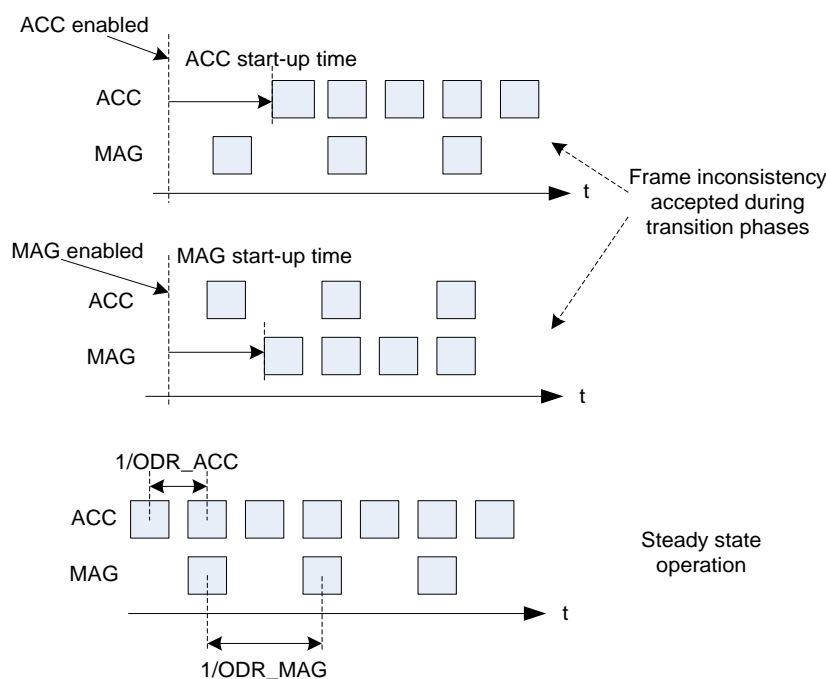 ACC enabled
ACC start-up time
ACC
MAG
t
Frame inconsistency
accepted during
transition phases
MAG enabled
MAG start-up time
ACC
MAG
t
1/ODR_ACC
ACC
MAG
Steady state
operation
t
1/ODR_MAG